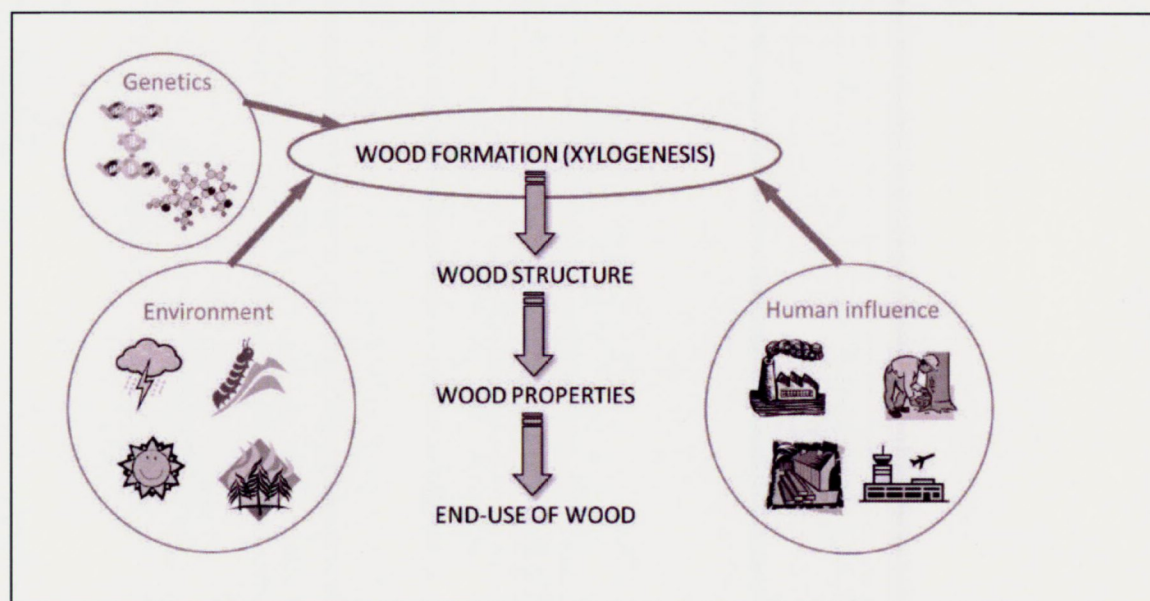 Genetics
WOOD FORMATION (XYLOGENESIS)
WOOD STRUCTURE
Environment
Human influence
WOOD PROPERTIES
END-USE OF WOOD